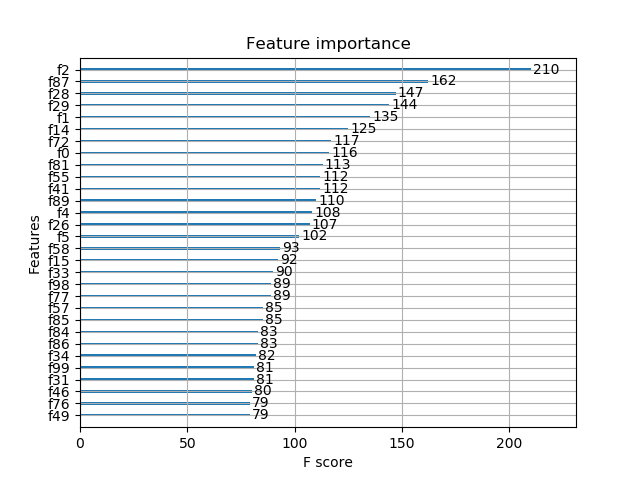 Feature importance
f2 210
f87 162
f28 147
f29 144
f1 135
f14 125
f72 117
f0 116
f81 113
f55 112
f41 112
f89 110
f4 108
f26 107
f5 102
f58 93
f15 92
f33 90
f98 89
f77 89
f57 85
f85 85
f84 83
f86 83
f34 82
f99 81
f31 81
f46 80
f76 79
f49 79
Features
0 50 100 150 200
F score